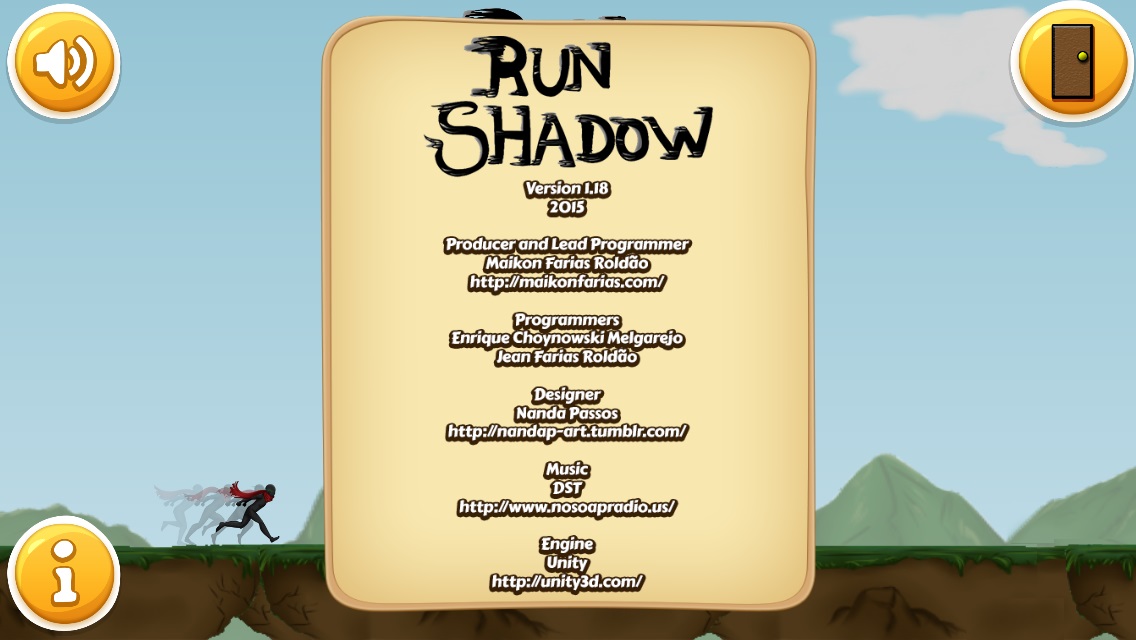 RUN
SHADOW
Version 1.18
2015
Producer and Lead Programmer
Maikon Farias Roldão
http://maikonfarias.com/
Programmers
Enrique Choynowski Melgarejo
Jean Farias Roldão
Designer
Nanda Passos
http://nandap-art.tumblr.com/
Music
DST
http://www.nosoapradio.us/
Engine
Unity
http://unity3d.com/
i